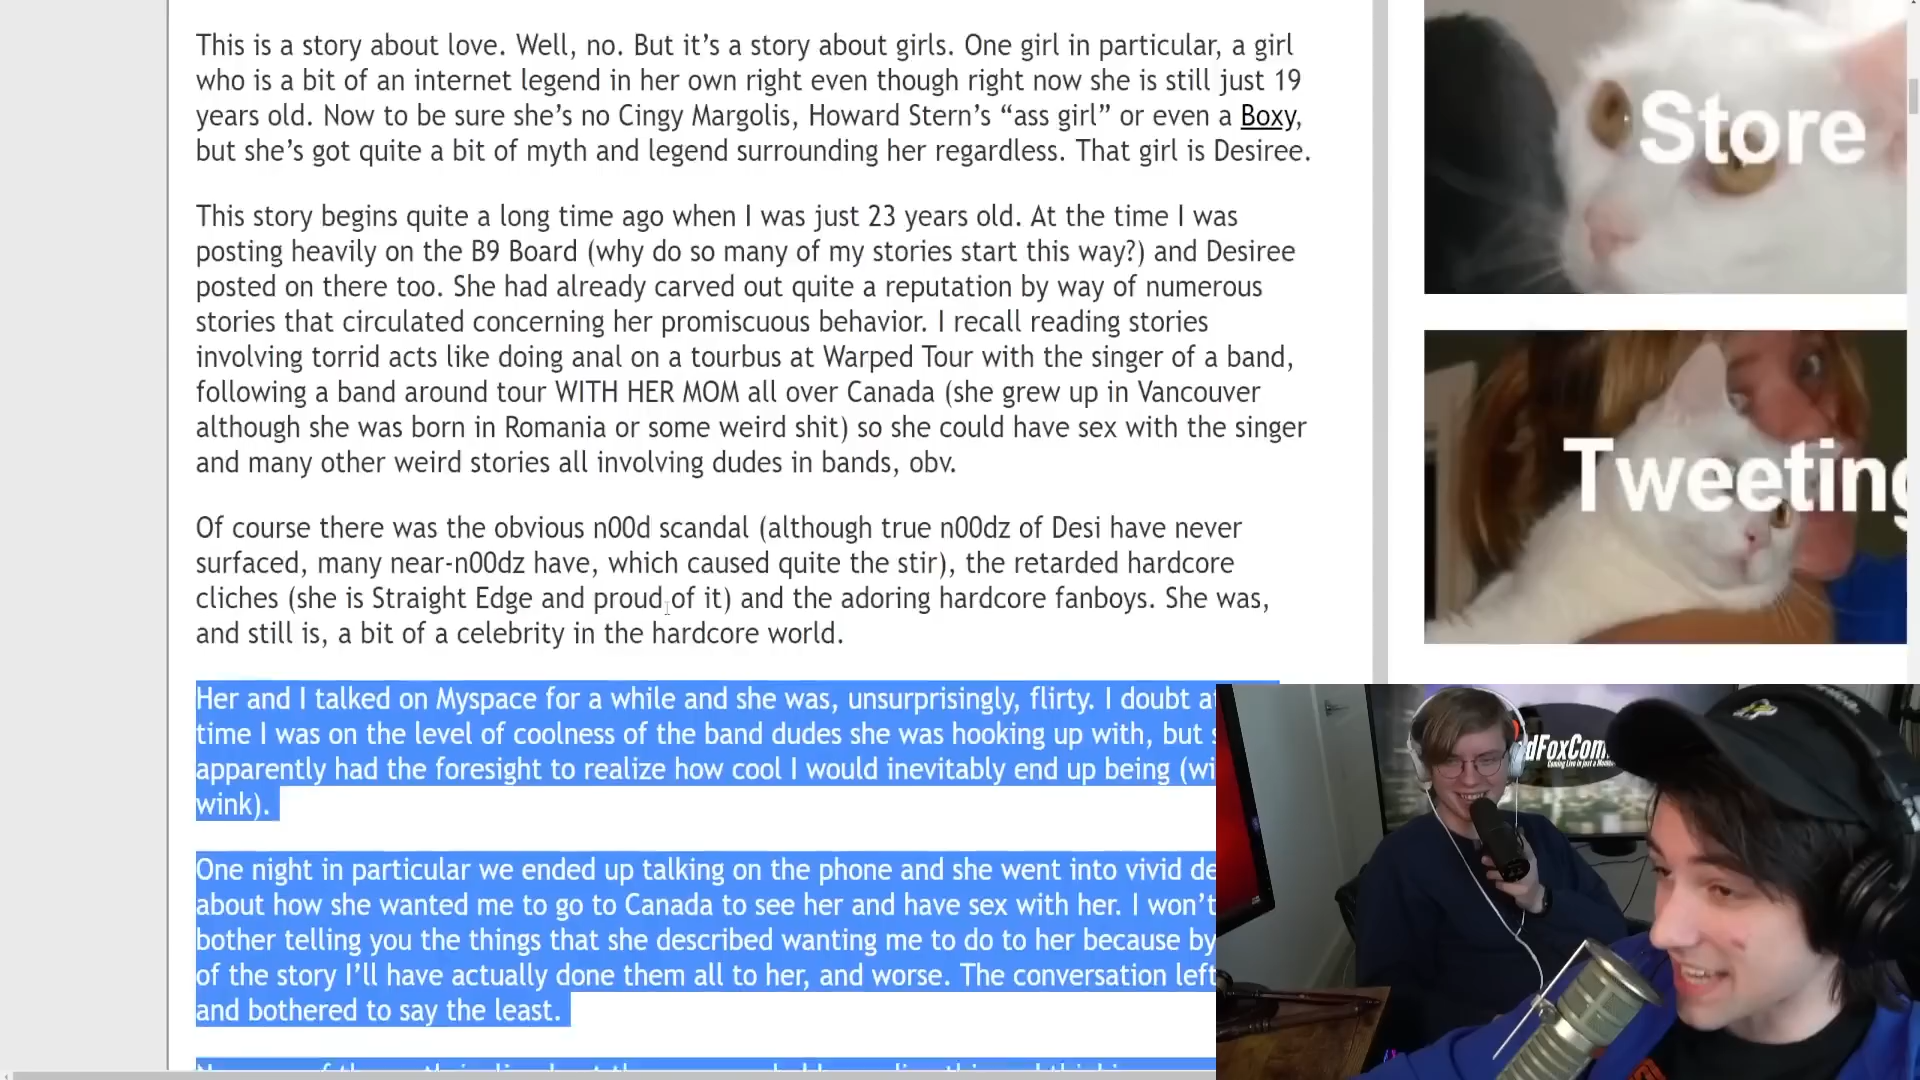 This is a story about love. Well, no. But it's a story about girls. One girl in particular, a girl
who is a bit of an internet legend in her own right even though right now she is still just 19
years old. Now to be sure she's no Cingy Margolis, Howard Stern's “ass girl” or even a Boxy,
but she's got quite a bit of myth and legend surrounding her regardless. That girl is Desiree.
This story begins quite a long time ago when I was just 23 years old. At the time I was
posting heavily on the B9 Board (why do so many of my stories start this way?) and Desiree
posted on there too. She had already carved out quite a reputation by way of numerous
stories that circulated concerning her promiscuous behavior. I recall reading stories
involving torrid acts like doing anal on a tourbus at Warped Tour with the singer of a band,
following a band around tour WITH HER MOM all over Canada (she grew up in Vancouver
although she was born in Romania or some weird shit) so she could have sex with the singer
and many other weird stories all involving dudes in bands, obv.
Of course there was the obvious n00d scandal (although true n00dz of Desi have never
surfaced, many near-n00dz have, which caused quite the stir), the retarded hardcore
cliches (she is Straight Edge and proud of it) and the adoring hardcore fanboys. She was,
and still is, a bit of a celebrity in the hardcore world.
Her and I talked on Myspace for a while and she was, unsurprisingly, flirty. I doubt
time I was on the level of coolness of the band dudes she was hooking up with, but
apparently had the foresight to realize how cool I would inevitably end up being
wink).
One night in particular we ended up talking on the phone and she went into vivid
about how she wanted me to go to Canada to see her and have sex with her. I won't
bother telling you the things that she described wanting me to do to her because by
of the story I'll have actually done them all to her, and worse. The conversation left
and bothered to say the least.
Store
Tweeting
dFoxCom